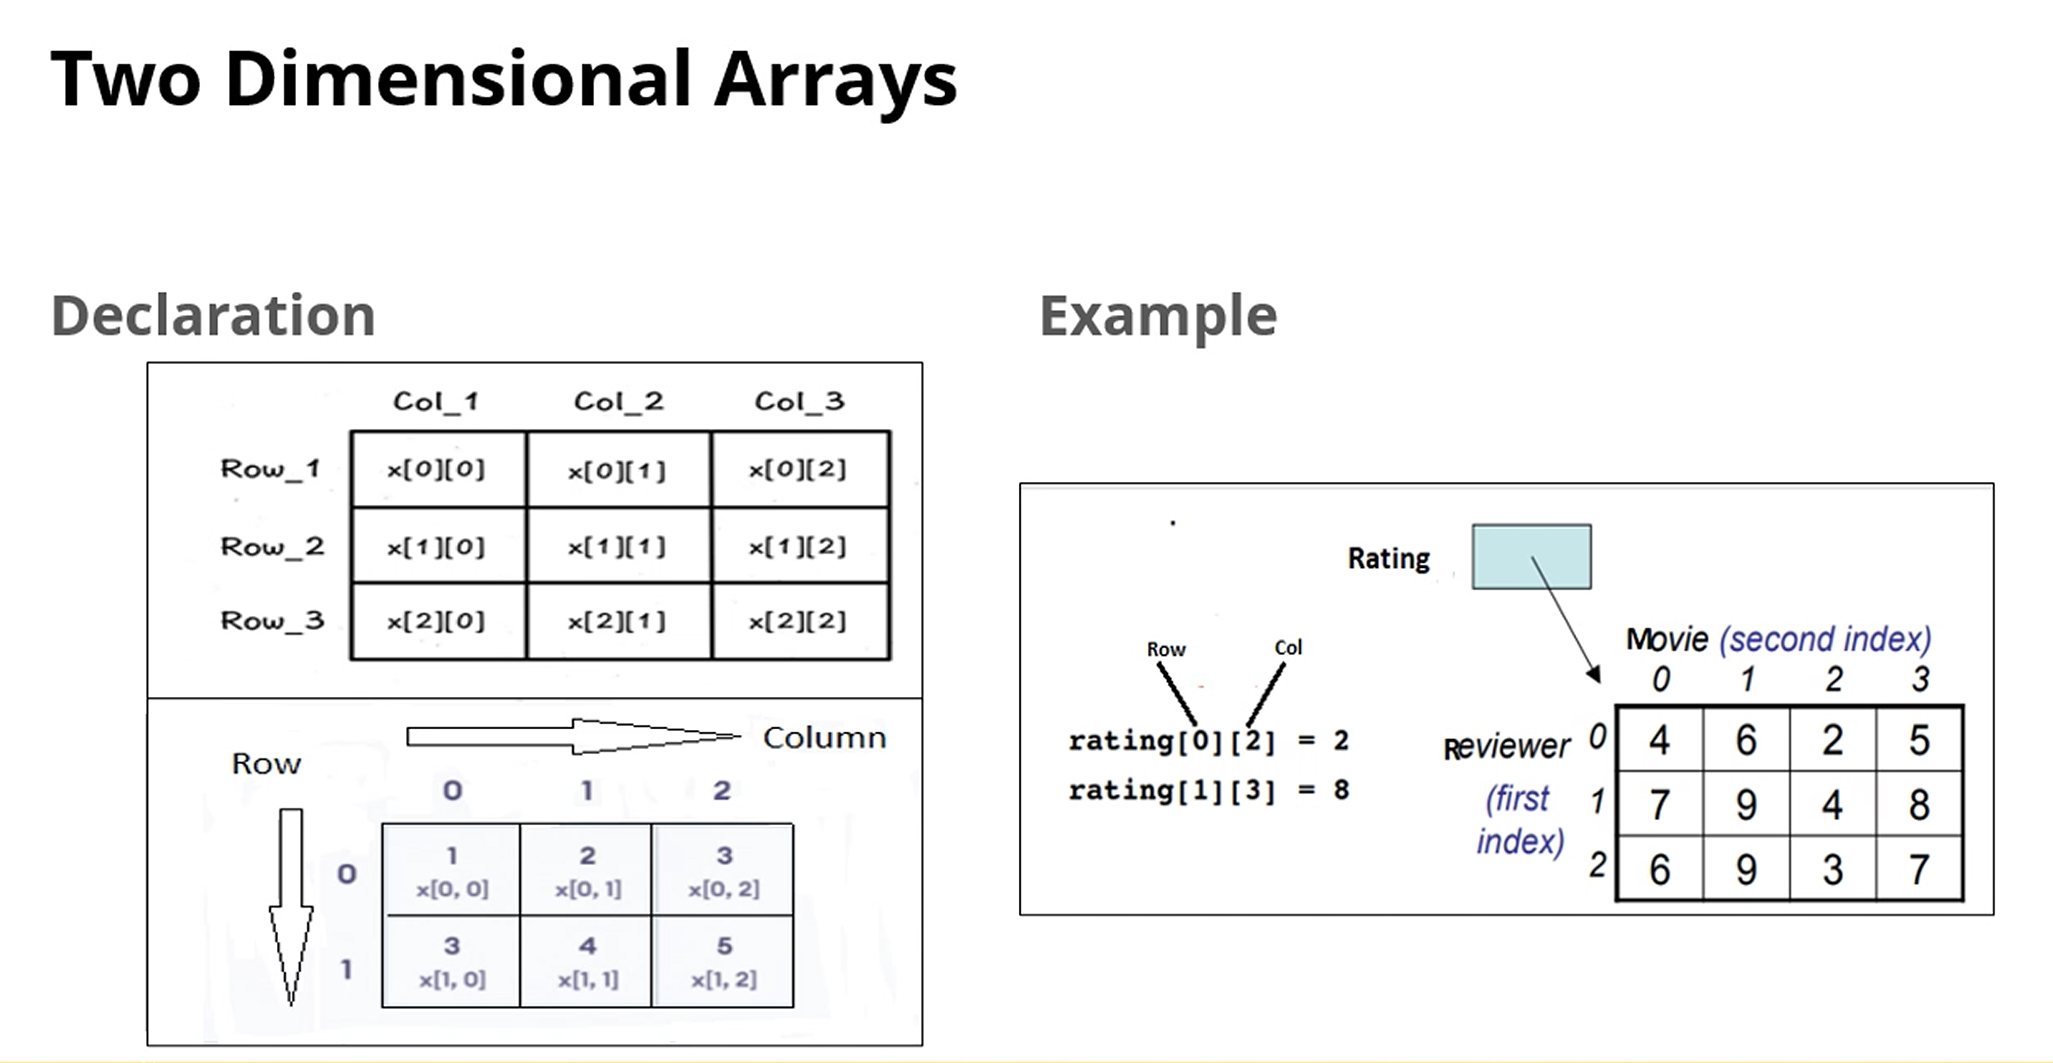 Two Dimensional Arrays
Declaration
Col_1 Col_2 Col_3
Row_1 x[0][0] x[0][1] x[0][2]
Row_2 x[1][0] x[1][1] x[1][2]
Row_3 x[2][0] x[2][1] x[2][2]
Column
Row
0 1 2
0
1 2 3
x[0, 0] x[0, 1] x[0, 2]
1
3 4 5
x[1, 0] x[1, 1] x[1, 2]
Example
Rating
Row Col
rating[0][2] = 2
rating[1][3] = 8
Movie (second index)
0 1 2 3
Reviewer 0 4 6 2 5
(first 1 7 9 4 8
index)
2 6 9 3 7